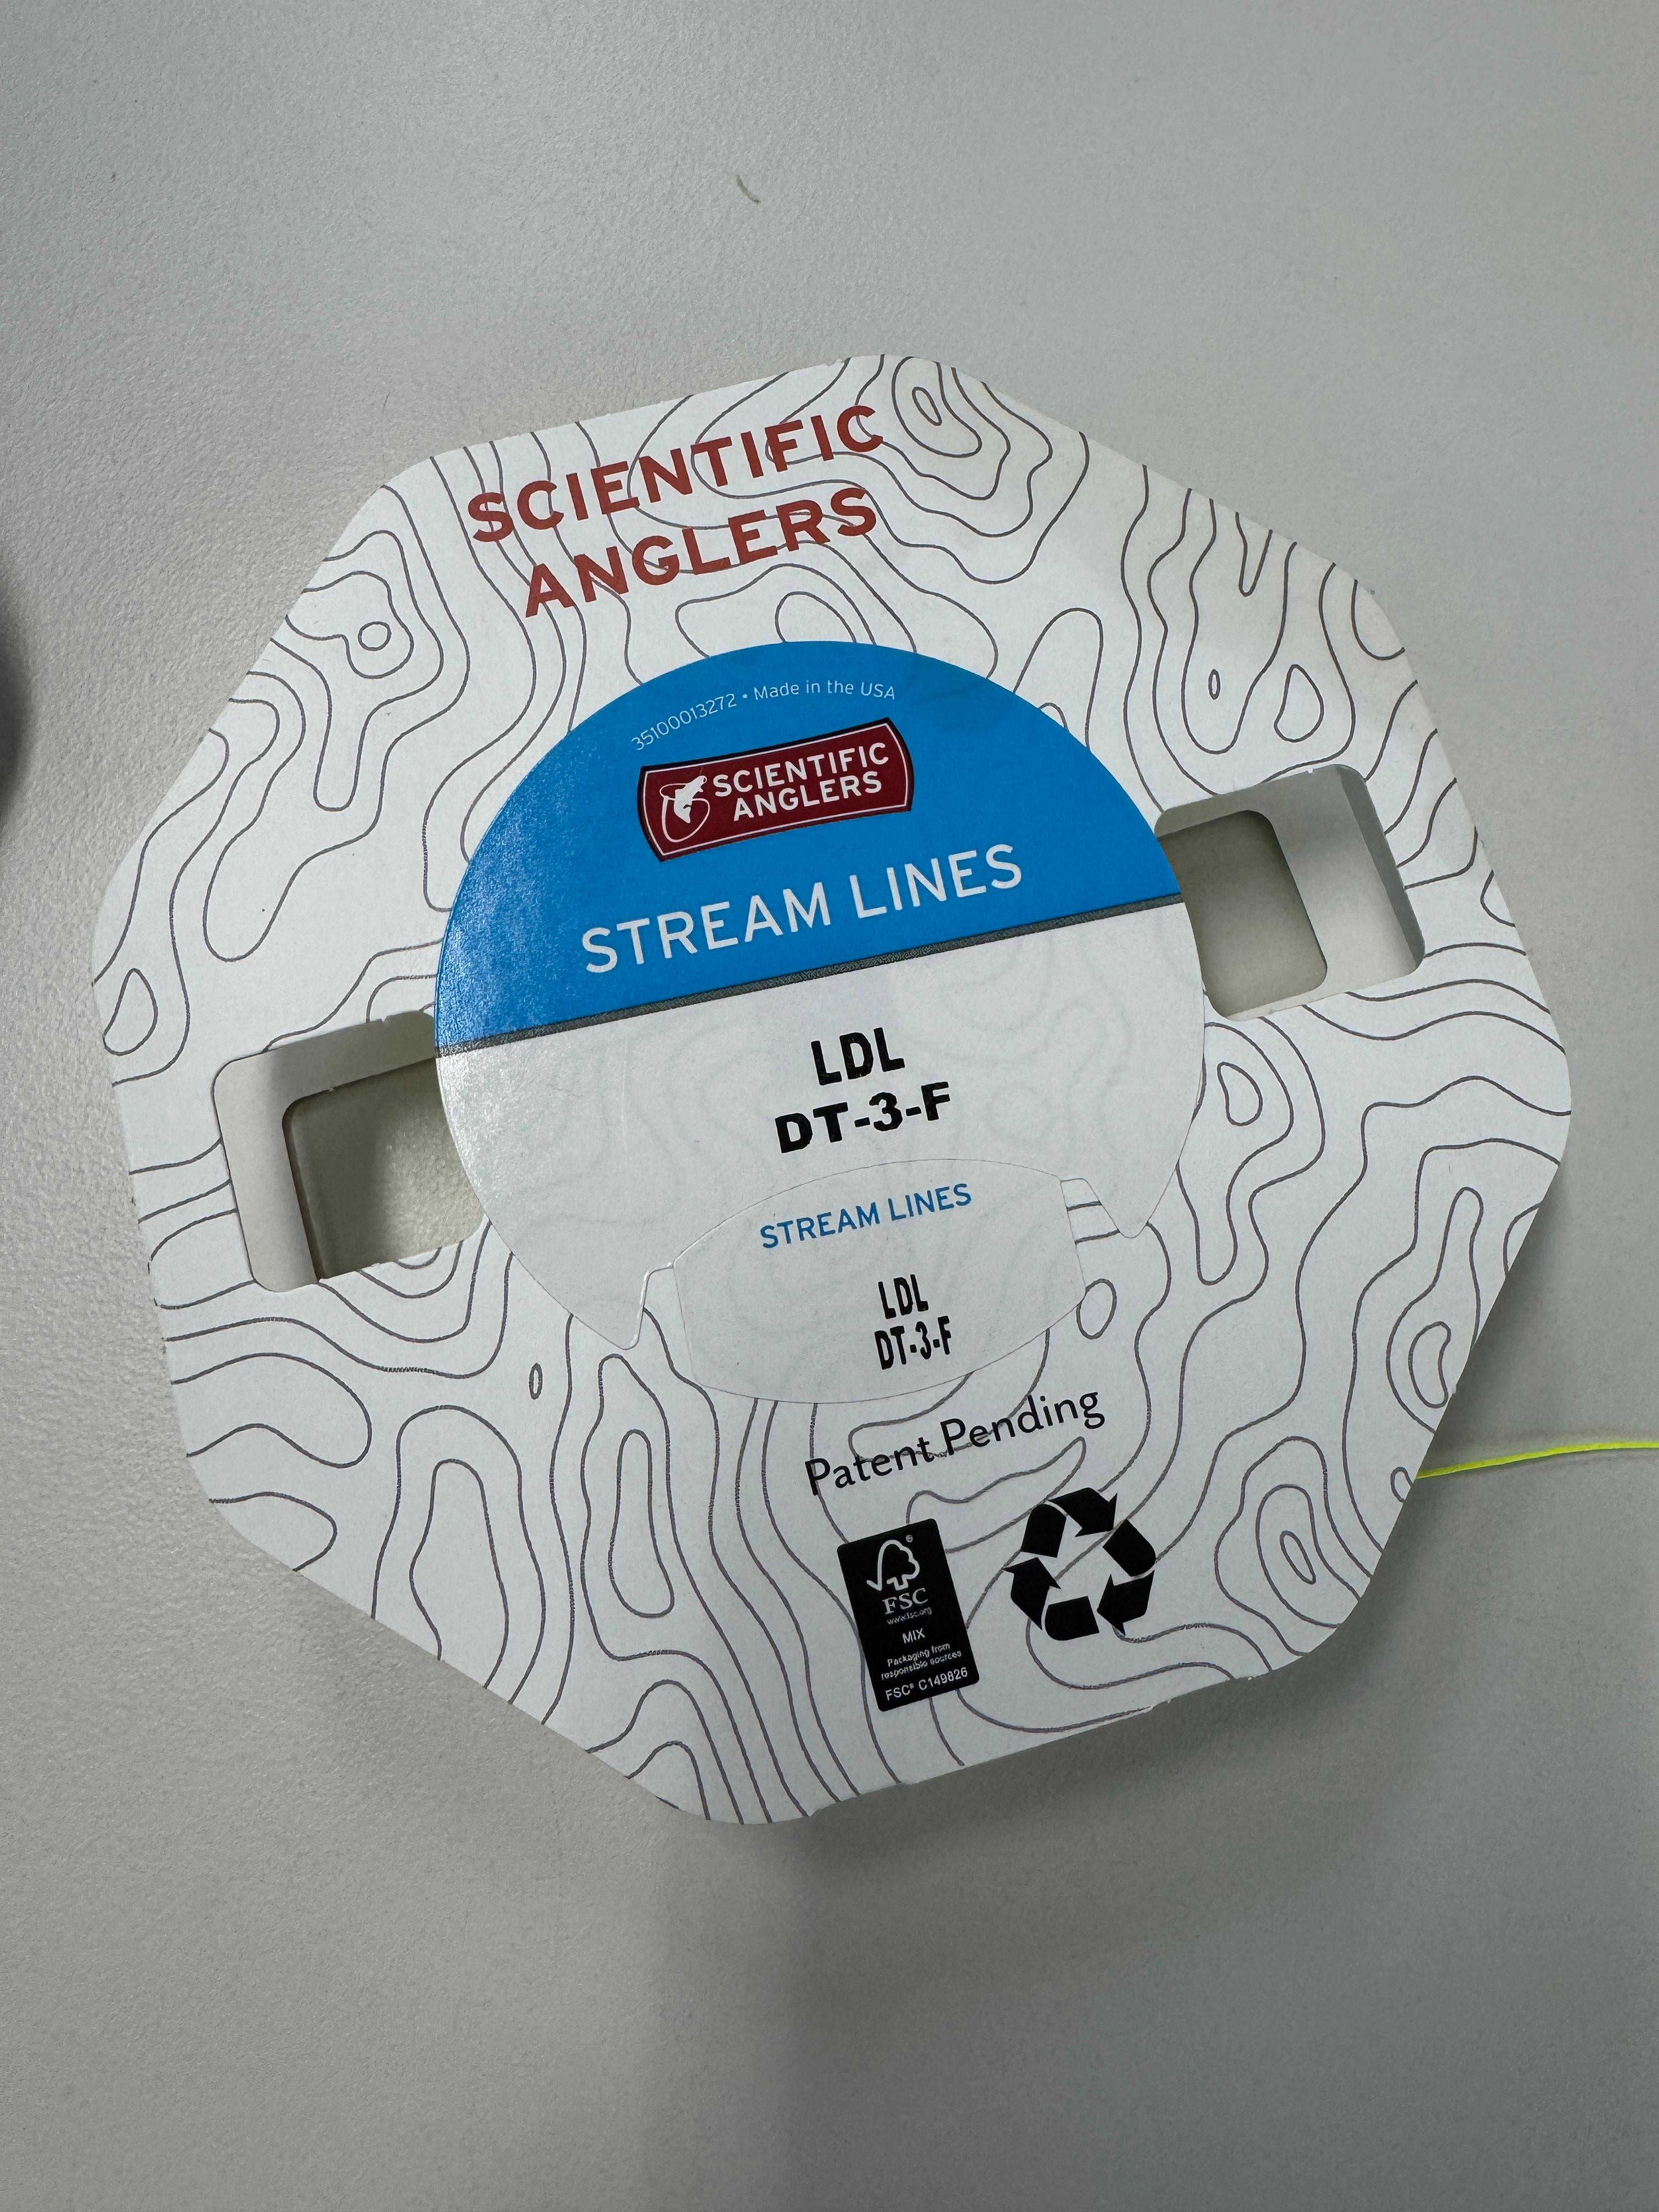 SCIENTIFIC
ANGLERS
35100013272 • Made in the USA
SCIENTIFIC
ANGLERS
STREAM LINES
LDL
DT-3-F
STREAM LINES
LDL
DT-3-F
Patent Pending
FSC
www.fsc.org
MIX
Packaging from
responsible sources
FSC® C149826